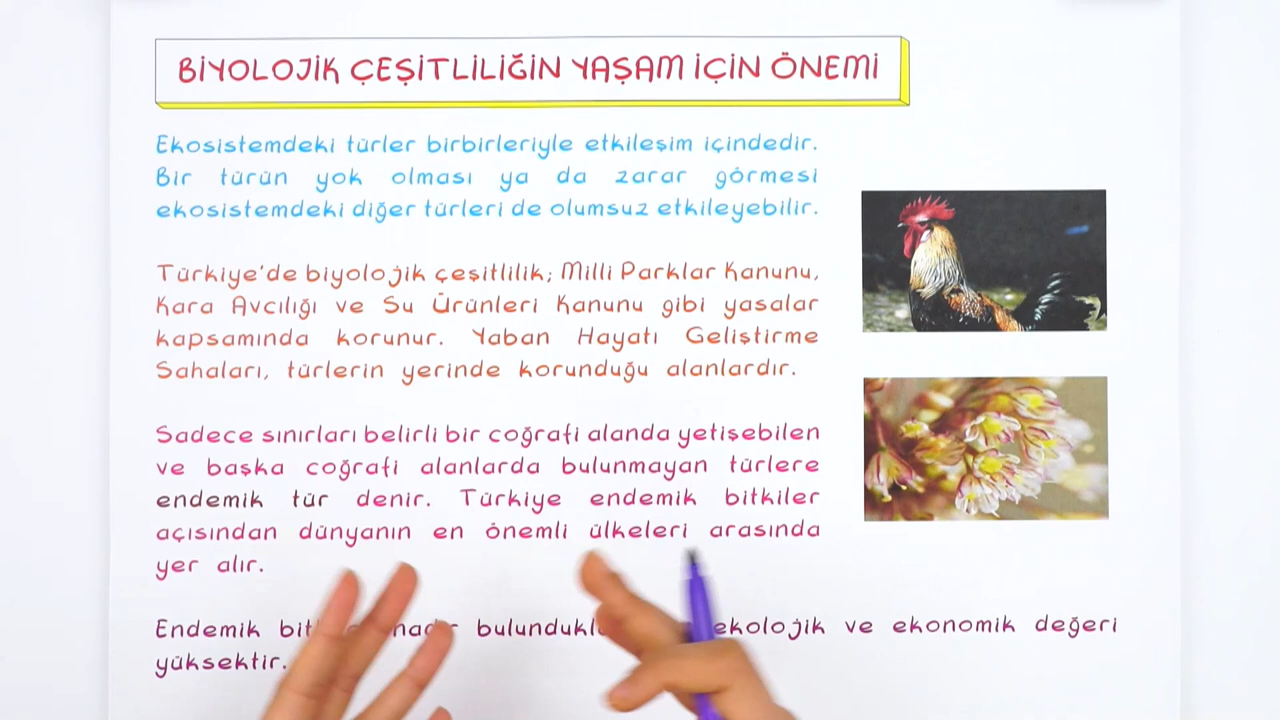 BİYOLOJİK ÇEŞİTLİLİĞİN YAŞAM İÇİN ÖNEMİ
Ekosistemdeki türler birbirleriyle etkileşim içindedir.
Bir türün yok olması ya da zarar görmesi
ekosistemdeki diğer türleri de olumsuz etkileyebilir.
Türkiye'de biyolojik çeşitlilik; Milli Parklar Kanunu,
Kara Avcılığı ve Su Ürünleri Kanunu gibi yasalar
kapsamında korunur. Yaban Hayatı Geliştirme
Sahaları, türlerin yerinde korunduğu alanlardır.
Sadece sınırları belirli bir coğrafi alanda yetişebilen
ve başka coğrafi alanlarda bulunmayan türlere
endemik tür denir. Türkiye endemik bitkiler
açısından dünyanın en önemli ülkeleri arasında
yer alır.
Endemik ekolojik ve ekonomik değeri
yüksektir.